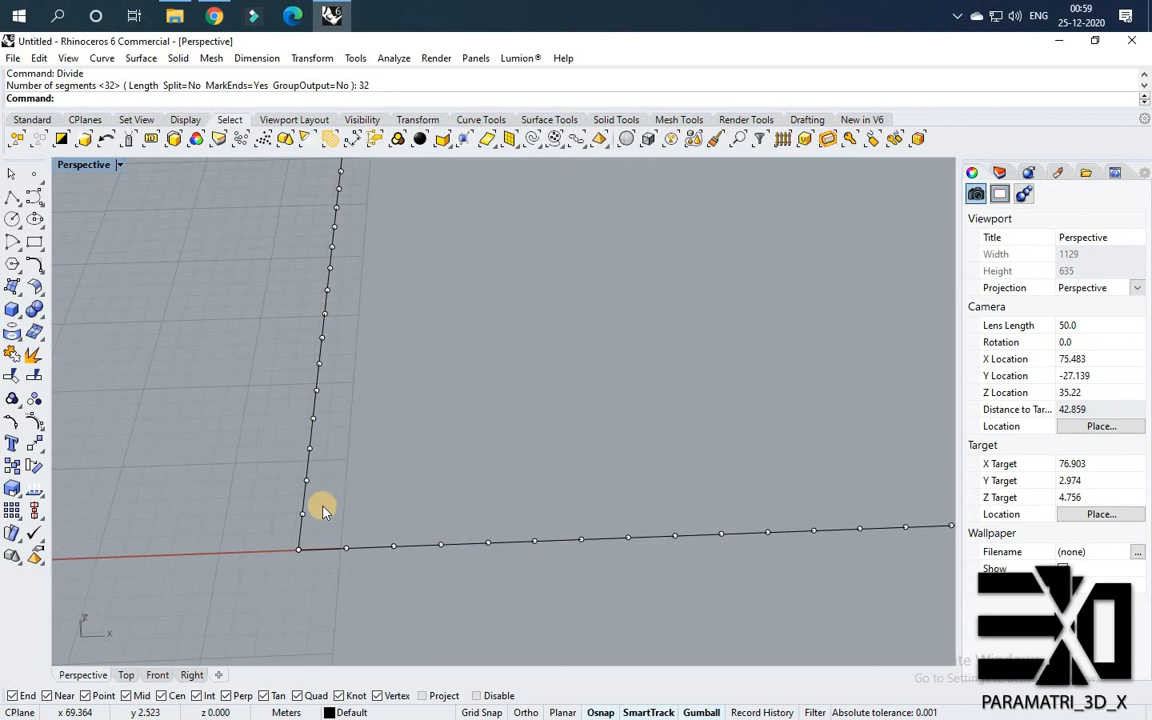 ENG
00:59
25-12-2020
Untitled - Rhinoceros 6 Commercial - [Perspective]
File Edit View Curve Surface Solid Mesh Dimension Transform Tools Analyze Render Panels Lumion® Help
Command: Divide
Number of segments <32> ( Length Split=No MarkEnds=Yes GroupOutput=No ): 32
Command:
Standard CPlanes Set View Display Select Viewport Layout Visibility Transform Curve Tools Surface Tools Solid Tools Mesh Tools Render Tools Drafting New in V6
Perspective
Viewport
Title Perspective
Width 1129
Height 635
Projection Perspective
Camera
Lens Length 50.0
Rotation 0.0
X Location 75.483
Y Location -27.139
Z Location 35.22
Distance to Tar... 42.859
Location Place...
Target
X Target 76.903
Y Target 2.974
Z Target 4.756
Location Place...
Wallpaper
Filename (none) ...
Show
y
x
EXO
PARAMATRI_3D_X
Perspective Top Front Right
End Near Point Mid Cen Int Perp Tan Quad Knot Vertex Project Disable
CPlane x 69.364 y 2.523 z 0.000 Meters Default Grid Snap Ortho Planar Osnap SmartTrack Gumball Record History Filter Absolute tolerance: 0.001